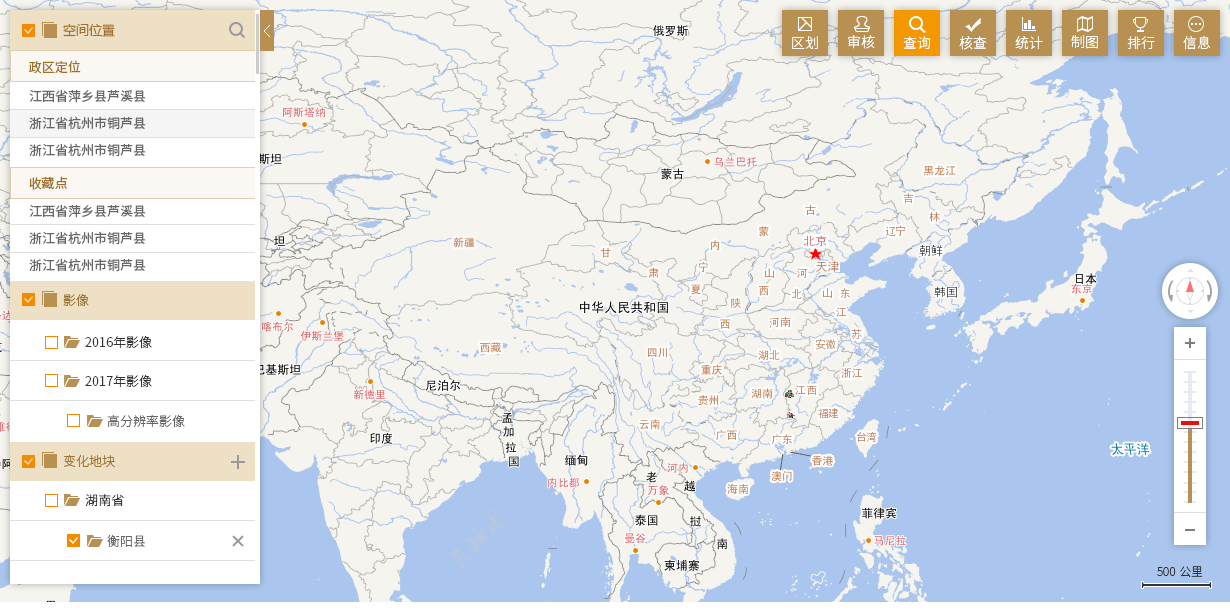 空间位置
政区定位
江西省萍乡县芦溪县
浙江省杭州市铜芦县
浙江省杭州市铜芦县
收藏点
江西省萍乡县芦溪县
浙江省杭州市铜芦县
浙江省杭州市铜芦县
影像
2016年影像
2017年影像
高分辨率影像
变化地块
湖南省
衡阳县
区划
审核
查询
核查
统计
制图
排行
信息
俄罗斯
阿斯塔纳
斯坦
乌兰巴托
蒙古
黑龙江
吉
林
古
蒙
内
辽宁
坦
新疆
甘
肃
宁
夏
北京
天津
朝鲜
山
西
河
北
山 东
陕
西
韩国
日本
东京
喀布尔
伊斯兰堡
中华人民共和国
河南
江
苏
安徽
西藏
四川
湖北
重庆
浙江
巴基斯坦
新德里
尼泊尔
贵州
湖南
江西
福建
孟
加
拉
国
云南
广西
广东
台湾
印度
缅甸
内比都
河内
香港
澳门
海南
老
挝
万象
越
南
泰国
曼谷
柬埔寨
菲律宾
马尼拉
太平洋
500 公里